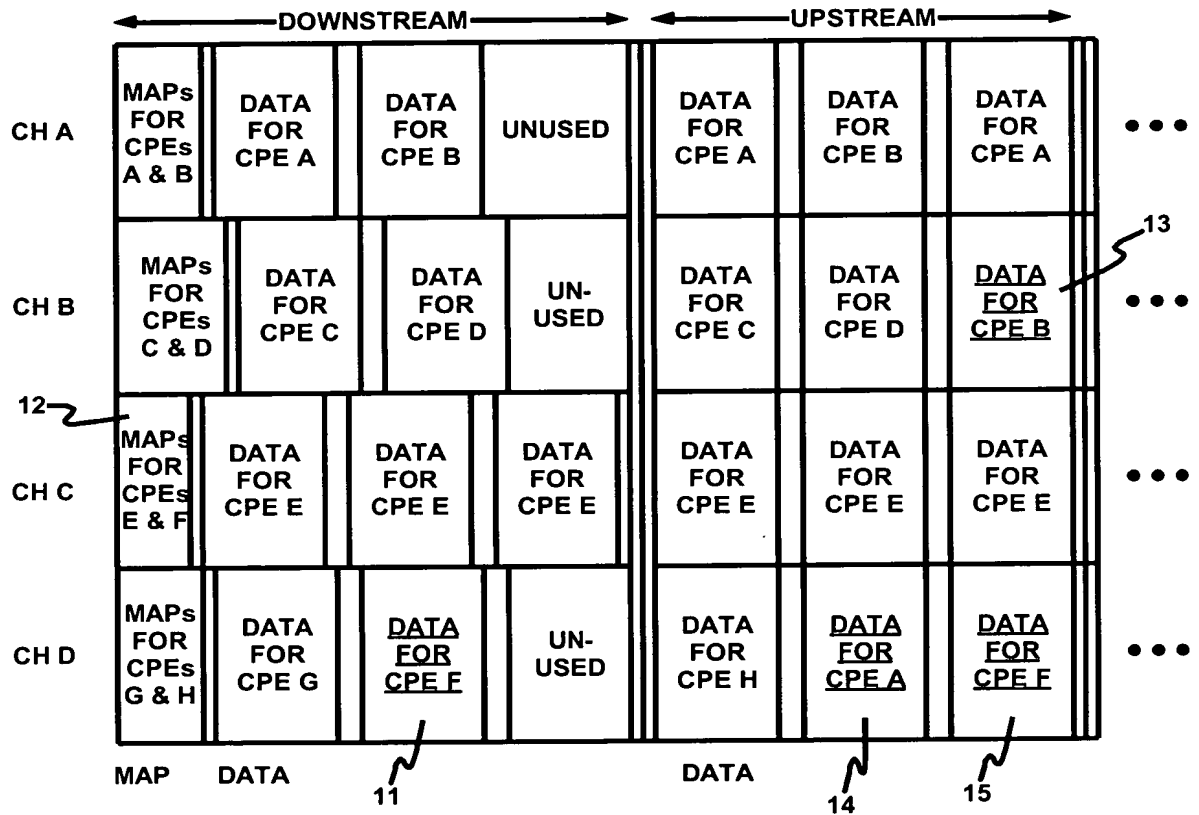 DOWNSTREAM UPSTREAM
CH A
MAPs
FOR
CPEs
A & B
DATA
FOR
CPE A
DATA
FOR
CPE B
UNUSED
DATA
FOR
CPE A
DATA
FOR
CPE B
DATA
FOR
CPE A
•••
CH B
MAPs
FOR
CPEs
C & D
DATA
FOR
CPE C
DATA
FOR
CPE D
UN-
USED
DATA
FOR
CPE C
DATA
FOR
CPE D
DATA
FOR
CPE B
13
•••
12
CH C
MAPs
FOR
CPEs
E & F
DATA
FOR
CPE E
DATA
FOR
CPE E
DATA
FOR
CPE E
DATA
FOR
CPE E
DATA
FOR
CPE E
DATA
FOR
CPE E
•••
CH D
MAPs
FOR
CPEs
G & H
DATA
FOR
CPE G
DATA
FOR
CPE F
UN-
USED
DATA
FOR
CPE H
DATA
FOR
CPE A
DATA
FOR
CPE F
•••
MAP DATA DATA
11 14 15